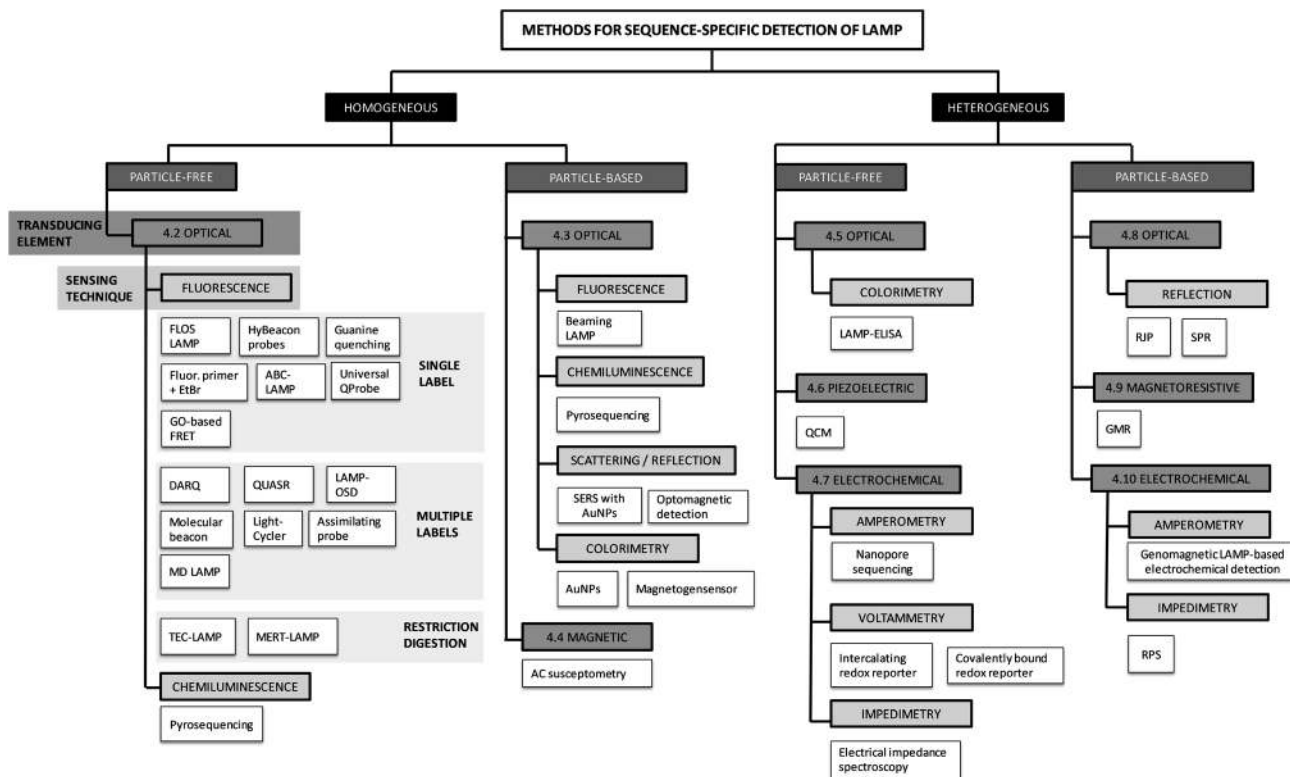 METHODS FOR SEQUENCE-SPECIFIC DETECTION OF LAMP
HOMOGENEOUS
HETEROGENEOUS
PARTICLE-FREE
PARTICLE-BASED
PARTICLE-FREE
PARTICLE-BASED
TRANSDUCING
ELEMENT
4.2 OPTICAL
SENSING
TECHNIQUE
FLUORESCENCE
FLOS
LAMP
HyBeacon
probes
Guanine
quenching
Fluor. primer
+ EtBr
ABC-
LAMP
Universal
QProbe
GO-based
FRET
SINGLE
LABEL
DARQ
QUASR
LAMP-
OSD
Molecular
beacon
Light-
Cycler
Assimilating
probe
MD LAMP
MULTIPLE
LABELS
TEC-LAMP
MERT-LAMP
RESTRICTION
DIGESTION
CHEMILUMINESCENCE
Pyrosequencing
4.3 OPTICAL
FLUORESCENCE
Beaming
LAMP
CHEMILUMINESCENCE
Pyrosequencing
SCATTERING / REFLECTION
SERS with
AuNPs
Optomagnetic
detection
COLORIMETRY
AuNPs
Magnetogensensor
4.4 MAGNETIC
AC susceptometry
4.5 OPTICAL
COLORIMETRY
LAMP-ELISA
4.6 PIEZOELECTRIC
QCM
4.7 ELECTROCHEMICAL
AMPEROMETRY
Nanopore
sequencing
VOLTAMMETRY
Intercalating
redox reporter
Covalently bound
redox reporter
IMPEDIMETRY
Electrical impedance
spectroscopy
4.8 OPTICAL
REFLECTION
RJP
SPR
4.9 MAGNETORESISTIVE
GMR
4.10 ELECTROCHEMICAL
AMPEROMETRY
Genomagnetic LAMP-based
electrochemical detection
IMPEDIMETRY
RPS